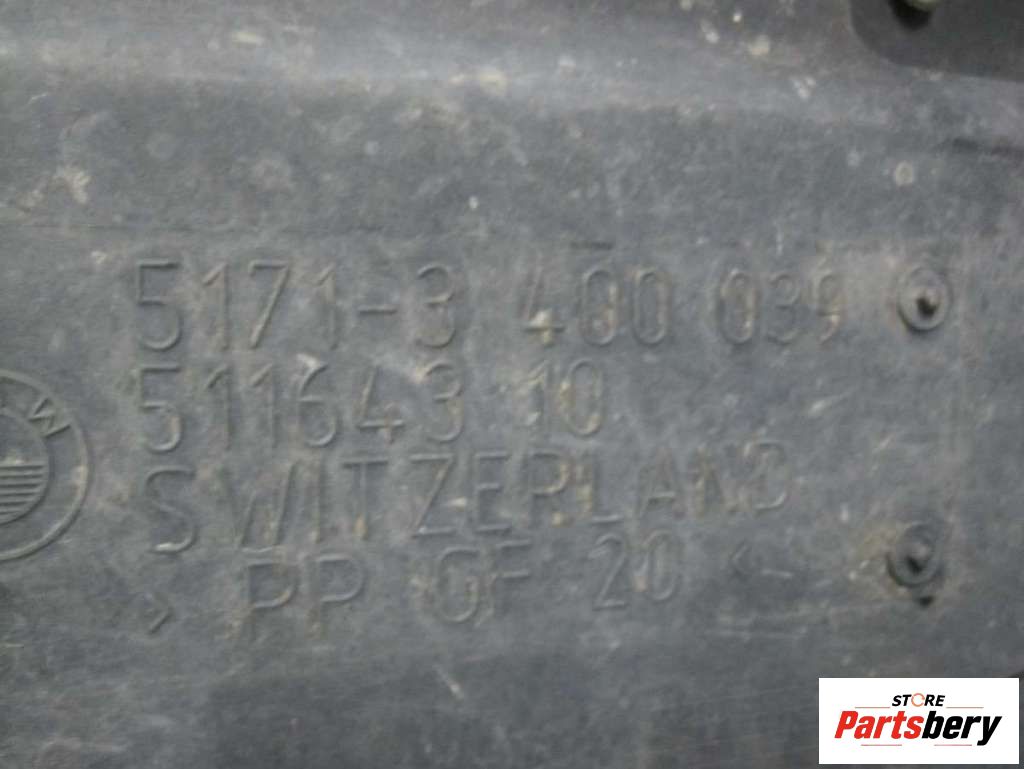 5171-3 400 039
511643 10
W
SWITZERLAND
> PP GF 20 <
STORE
Partsbery